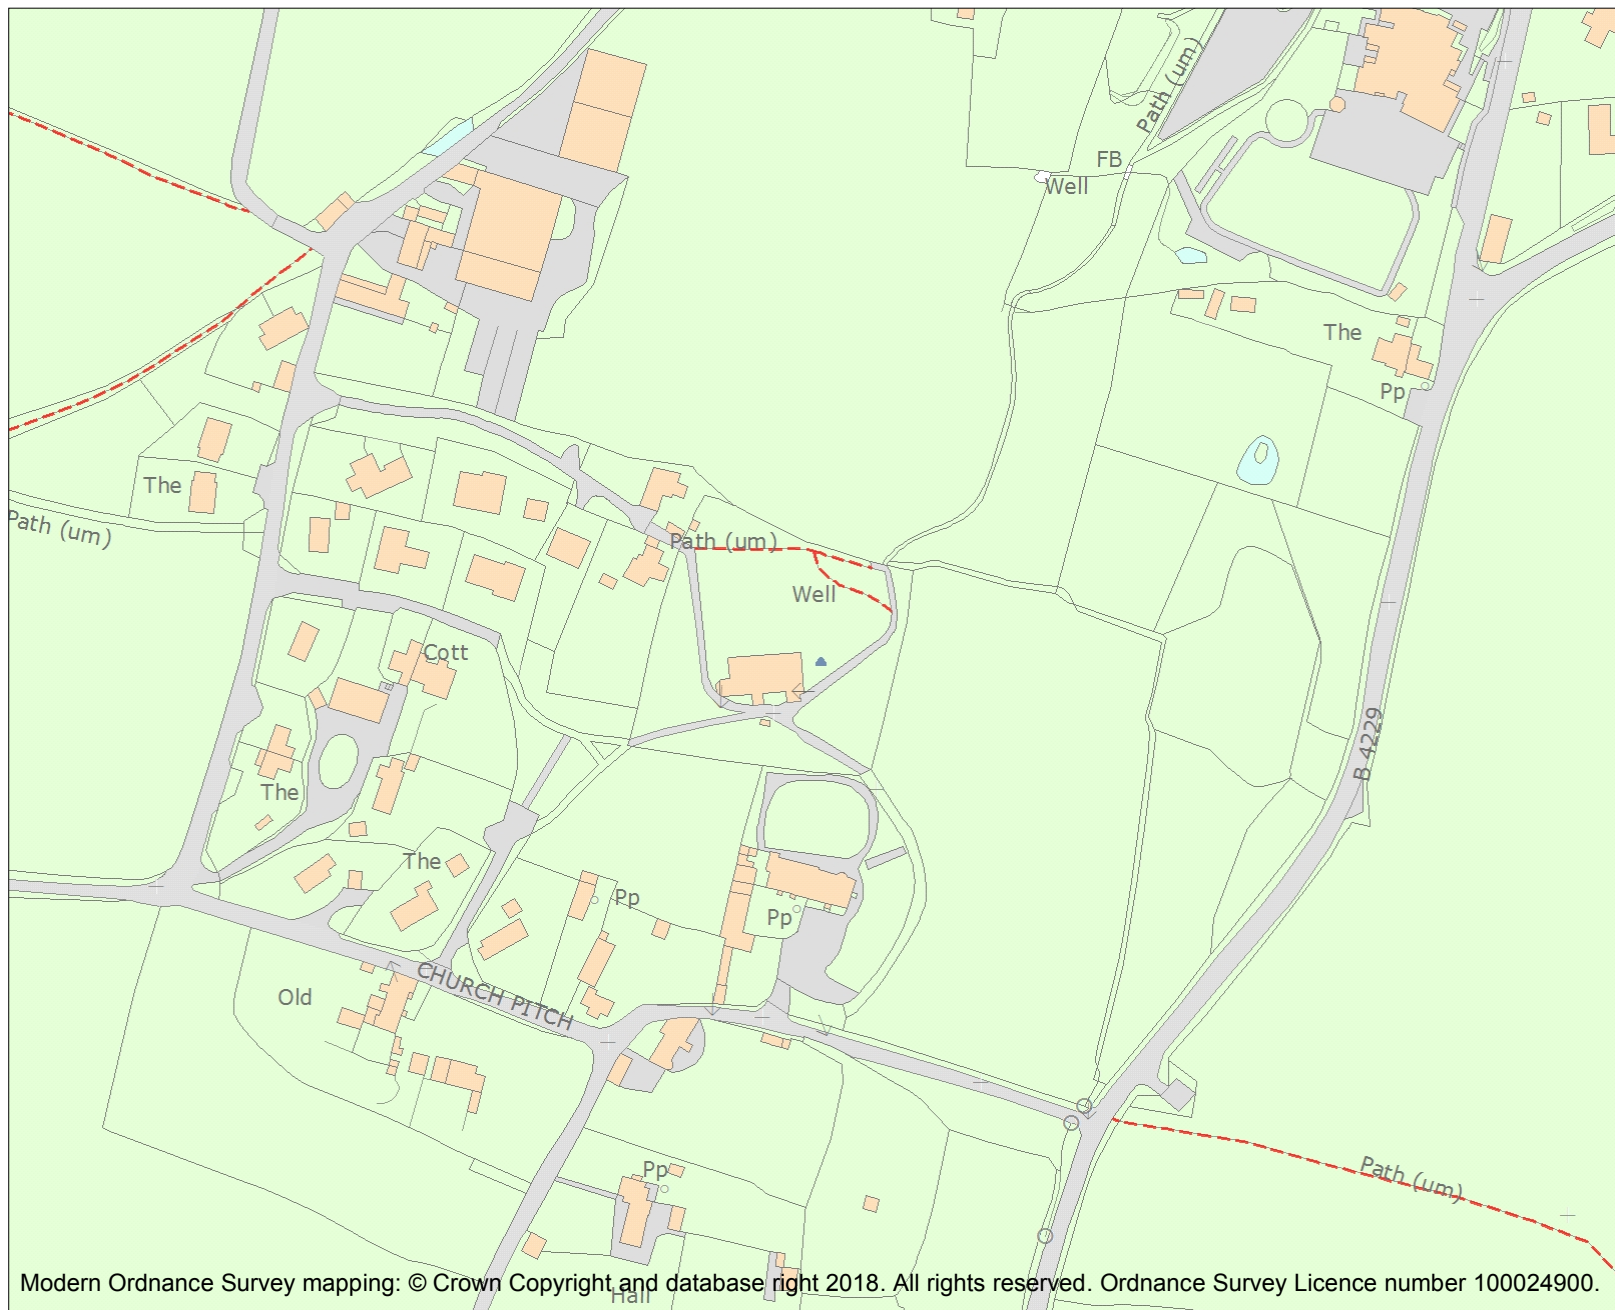 Path (um)
FB
Well
The
Pp
The
Path (um)
Path (um)
Well
Cott
B 4229
The
The
Pp
Pp
CHURCH PITCH
Old
Pp
Path (um)
Hall
Modern Ordnance Survey mapping: © Crown Copyright and database right 2018. All rights reserved. Ordnance Survey Licence number 100024900.